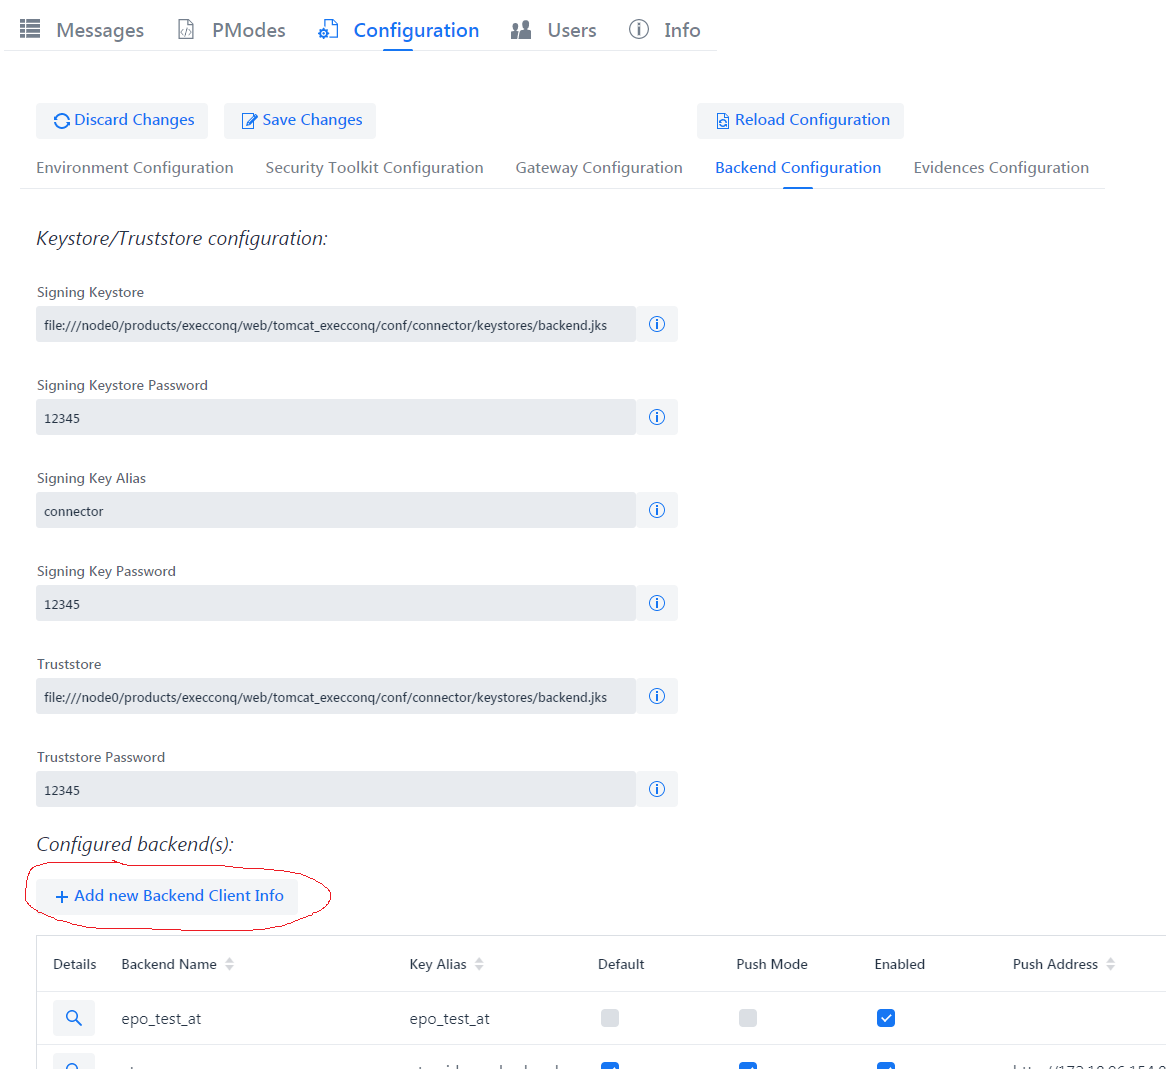 Messages PModes Configuration Users Info
Discard Changes Save Changes Reload Configuration
Environment Configuration Security Toolkit Configuration Gateway Configuration Backend Configuration Evidences Configuration
Keystore/Truststore configuration:
Signing Keystore
file:///node0/products/execconq/web/tomcat_execconq/conf/connector/keystores/backend.jks
Signing Keystore Password
12345
Signing Key Alias
connector
Signing Key Password
12345
Truststore
file:///node0/products/execconq/web/tomcat_execconq/conf/connector/keystores/backend.jks
Truststore Password
12345
Configured backend(s):
+ Add new Backend Client Info
Details Backend Name Key Alias Default Push Mode Enabled Push Address
epo_test_at epo_test_at